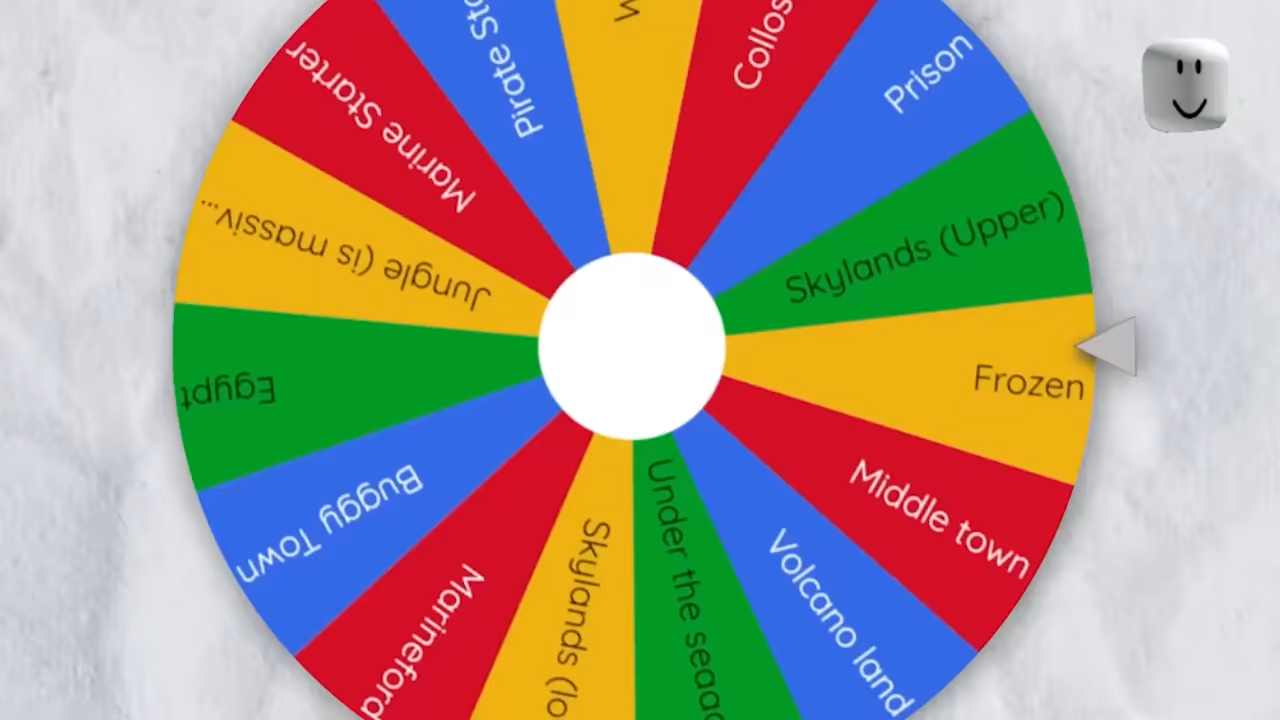 Marine Starter
Pirate Sta
Collos
Prison
Skylands (Upper)
Frozen
Middle town
Volcano land
Under the seaac
Skylands (lo
Marineford
Buggy Town
Egypt
Jungle (is massiv...